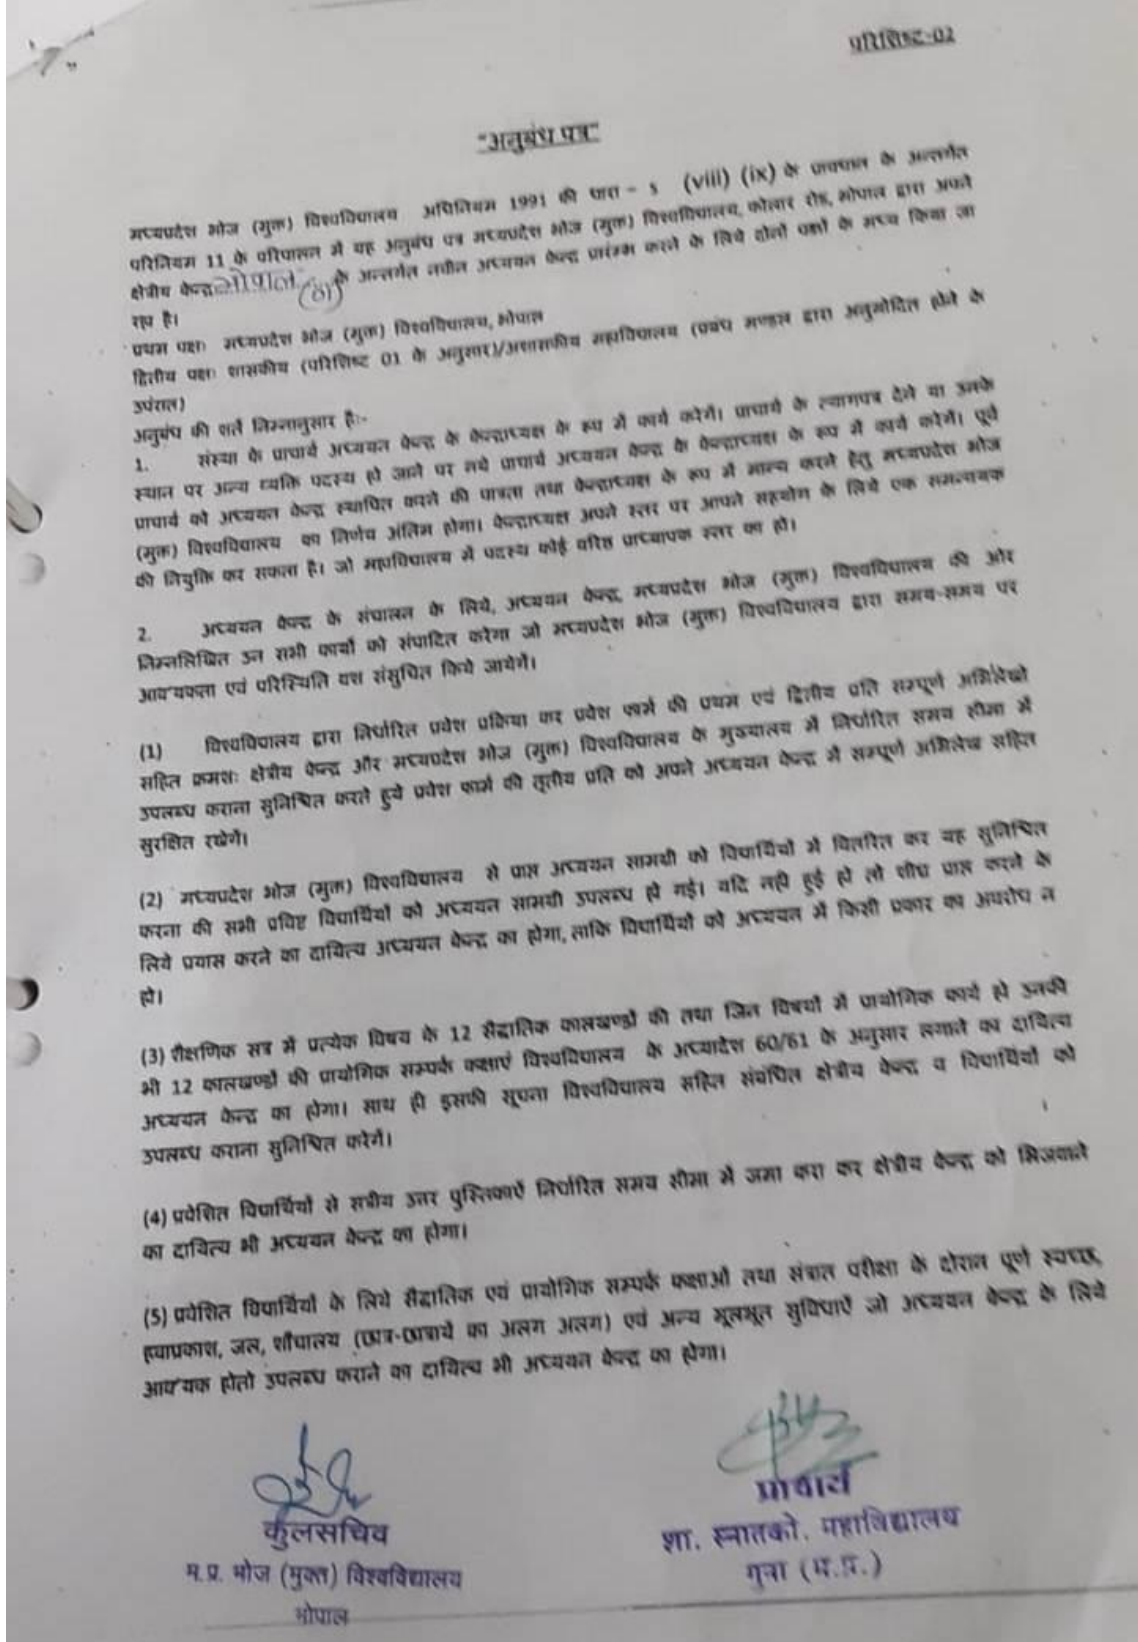 परिशिष्ट-02
"अनुबंध पत्र"
मध्यप्रदेश भोज (मुक्त) विश्वविद्यालय अधिनियम 1991 की धारा - 5 (viii) (ix) के प्रावधान के अन्तर्गत
परिनियम 11 के परिपालन में यह अनुबंध पत्र मध्यप्रदेश भोज (मुक्त) विश्वविद्यालय, कोलार रोड, भोपाल द्वारा अपने
क्षेत्रीय केन्द्र भोपाल (01) के अन्तर्गत नवीन अध्ययन केन्द्र प्रारंम्भ करने के लिये दोनों पक्षों के मध्य किया जा
रहा है।
प्रथम पक्षः मध्यप्रदेश भोज (मुक्त) विश्वविद्यालय, भोपाल
द्वितीय पक्षः शासकीय (परिशिष्ट 01 के अनुसार)/अशासकीय महाविद्यालय (प्रबंध मण्डल द्वारा अनुमोदित होने के
उपंरात)
अनुबंध की शर्ते निम्नानुसार हैः-
1. संस्था के प्राचार्य अध्ययन केन्द्र के केन्द्राध्यक्ष के रूप में कार्य करेगें। प्राचार्य के त्यागपत्र देने या उनके
स्थान पर अन्य व्यक्ति पदस्थ हो जाने पर नये प्राचार्य अध्ययन केन्द्र के केन्द्राध्यक्ष के रूप में कार्य करेगें। पूर्व
प्राचार्य को अध्ययन केन्द्र स्थापित करने की पात्रता तथा केन्द्राध्यक्ष के रूप में मान्य करने हेतु मध्यप्रदेश भोज
(मुक्त) विश्वविद्यालय का निर्णय अंतिम होगा। केन्द्राध्यक्ष अपने स्तर पर आपने सहयोग के लिये एक समन्वयक
की नियुक्ति कर सकता है। जो महाविद्यालय में पदस्थ कोई वरिष्ठ प्राध्यापक स्तर का हो।
2. अध्ययन केन्द्र के संचालन के लिये, अध्ययन केन्द्र, मध्यप्रदेश भोज (मुक्त) विश्वविद्यालय की ओर
निम्नलिखित उन सभी कार्यो को संपादित करेगा जो मध्यप्रदेश भोज (मुक्त) विश्वविद्यालय द्वारा समय-समय पर
आव"यकता एवं परिस्थिति वश संसुचित किये जायेगें।
(1) विश्वविद्यालय द्वारा निर्धारित प्रवेश प्रकिया कर प्रवेश फार्म की प्रथम एवं द्वितीय प्रति सम्पूर्ण अभिलेखो
सहित क्रमशः क्षेत्रीय केन्द्र और मध्यप्रदेश भोज (मुक्त) विश्वविद्यालय के मुख्यालय में निर्धारित समय सीमा में
उपलब्ध कराना सुनिश्चित करते हुये प्रवेश फार्म की तृतीय प्रति को अपने अध्ययन केन्द्र में सम्पूर्ण अभिलेख सहित
सुरक्षित रखेगें।
(2) मध्यप्रदेश भोज (मुक्त) विश्वविद्यालय से प्राप्त अध्ययन सामग्री को विद्यार्थियों में वितरित कर यह सुनिश्चित
करना की सभी प्रविष्ट विद्यार्थियों को अध्ययन सामग्री उपलब्ध हो गई। यदि नही हुई हो तो शीघ्र प्राप्त करने के
लिये प्रयास करने का दायित्व अध्ययन केन्द्र का होगा, ताकि विद्यार्थियों को अध्ययन में किसी प्रकार का अवरोध न
हो।
(3) शैक्षणिक सत्र में प्रत्येक विषय के 12 सैद्वातिक कालखण्डों की तथा जिन विषयों में प्रायोगिक कार्य हो उनकी
भी 12 कालखण्डों की प्रायोगिक सम्पर्क कक्षाएं विश्वविद्यालय के अध्यादेश 60/61 के अनुसार लगाने का दायित्व
अध्ययन केन्द्र का होगा। साथ ही इसकी सूचना विश्वविद्यालय सहित संबंधित क्षेत्रीय केन्द्र व विद्यार्थियों को
उपलब्ध कराना सुनिश्चित करेगें।
(4) प्रवेशित विद्यार्थियों से सत्रीय उत्तर पुस्तिकाऐं निर्धारित समय सीमा में जमा करा कर क्षेत्रीय केन्द्र को भिजवाने
का दायित्व भी अध्ययन केन्द्र का होगा।
(5) प्रवेशित विद्यार्थियों के लिये सैद्वातिक एवं प्रायोगिक सम्पर्क कक्षाओं तथा संत्रात परीक्षा के दोरान पूर्ण स्वच्छ,
हवाप्रकाश, जल, शौचालय (छात्र-छात्राये का अलग अलग) एवं अन्य मूलभूत सुविधाऐं जो अध्ययन केन्द्र के लिये
आव"यक होतो उपलब्ध कराने का दायित्व भी अध्ययन केन्द्र का होगा।
कुलसचिव
म.प्र. भोज (मुक्त) विश्वविद्यालय
भोपाल
प्राचार्य
शा. स्नातको. महाविद्यालय
गुना (म.प्र.)